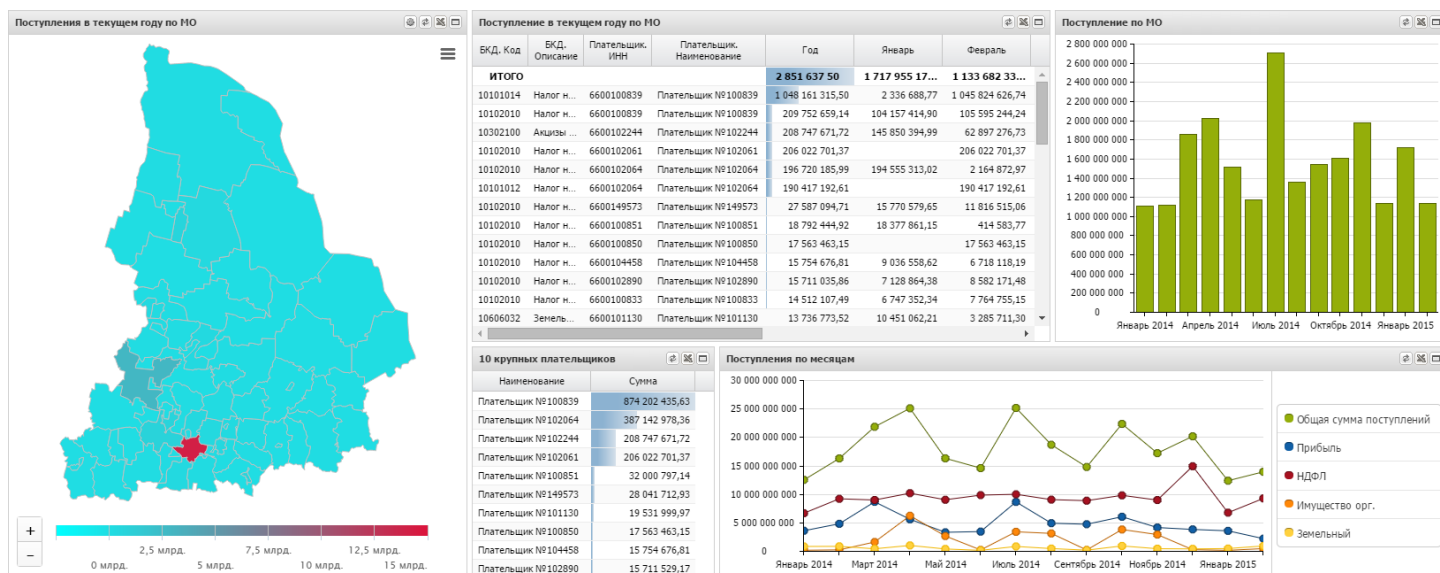 Поступления в текущем году по МО
+
−
2,5 млрд. 7,5 млрд. 12,5 млрд.
0 млрд. 5 млрд. 10 млрд. 15 млрд.
Поступление в текущем году по МО
БКД. Код БКД. Описание Плательщик. ИНН Плательщик. Наименование Год Январь Февраль
ИТОГО 2 851 637 50 1 717 955 17... 1 133 682 33...
10101014 Налог н... 6600100839 Плательщик №100839 1 048 161 315,50 2 336 688,77 1 045 824 626,74
10102010 Налог н... 6600100839 Плательщик №100839 209 752 659,14 104 157 414,90 105 595 244,24
10302100 Акцизы ... 6600102244 Плательщик №102244 208 747 671,72 145 850 394,99 62 897 276,73
10102010 Налог н... 6600102061 Плательщик №102061 206 022 701,37 206 022 701,37
10102010 Налог н... 6600102064 Плательщик №102064 196 720 185,99 194 555 313,02 2 164 872,97
10101012 Налог н... 6600102064 Плательщик №102064 190 417 192,61 190 417 192,61
10102010 Налог н... 6600149573 Плательщик №149573 27 587 094,71 15 770 579,65 11 816 515,06
10102010 Налог н... 6600100851 Плательщик №100851 18 792 444,92 18 377 861,15 414 583,77
10102010 Налог н... 6600100850 Плательщик №100850 17 563 463,15 17 563 463,15
10102010 Налог н... 6600104458 Плательщик №104458 15 754 676,81 9 036 558,62 6 718 118,19
10102010 Налог н... 6600102890 Плательщик №102890 15 711 035,86 7 128 864,38 8 582 171,48
10102010 Налог н... 6600100833 Плательщик №100833 14 512 107,49 6 747 352,34 7 764 755,15
10606032 Земель... 6600101130 Плательщик №101130 13 736 773,52 10 451 062,21 3 285 711,30
Поступление по МО
2 800 000 000
2 600 000 000
2 400 000 000
2 200 000 000
2 000 000 000
1 800 000 000
1 600 000 000
1 400 000 000
1 200 000 000
1 000 000 000
800 000 000
600 000 000
400 000 000
200 000 000
0
Январь 2014 Апрель 2014 Июль 2014 Октябрь 2014 Январь 2015
10 крупных плательщиков
Наименование Сумма
Плательщик №100839 874 202 435,63
Плательщик №102064 387 142 978,36
Плательщик №102244 208 747 671,72
Плательщик №102061 206 022 701,37
Плательщик №100851 32 000 797,14
Плательщик №149573 28 041 712,93
Плательщик №101130 19 531 999,97
Плательщик №100850 17 563 463,15
Плательщик №104458 15 754 676,81
Плательщик №102890 15 711 529,17
Поступления по месяцам
30 000 000 000
25 000 000 000
20 000 000 000
15 000 000 000
10 000 000 000
5 000 000 000
0
Январь 2014 Март 2014 Май 2014 Июль 2014 Сентябрь 2014 Ноябрь 2014 Январь 2015
Общая сумма поступлений
Прибыль
НДФЛ
Имущество орг.
Земельный